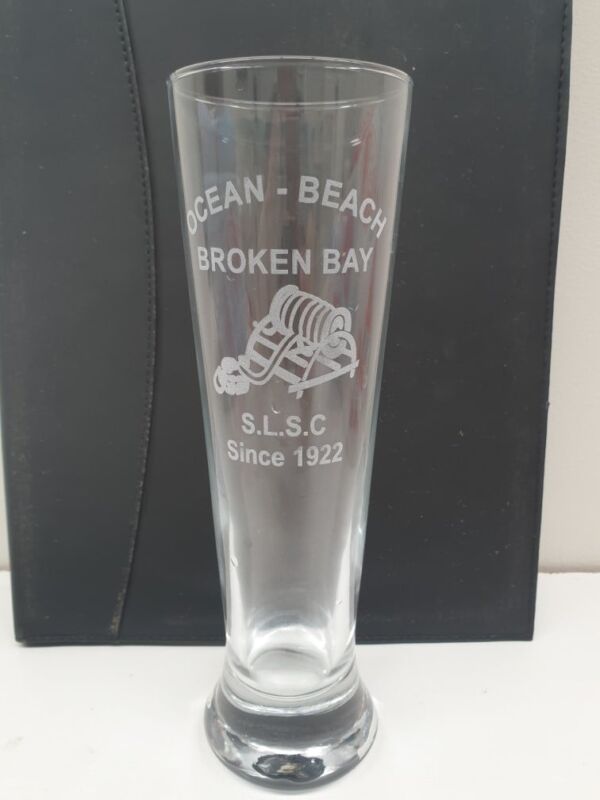 OCEAN - BEACH
BROKEN BAY
S.L.S.C
Since 1922